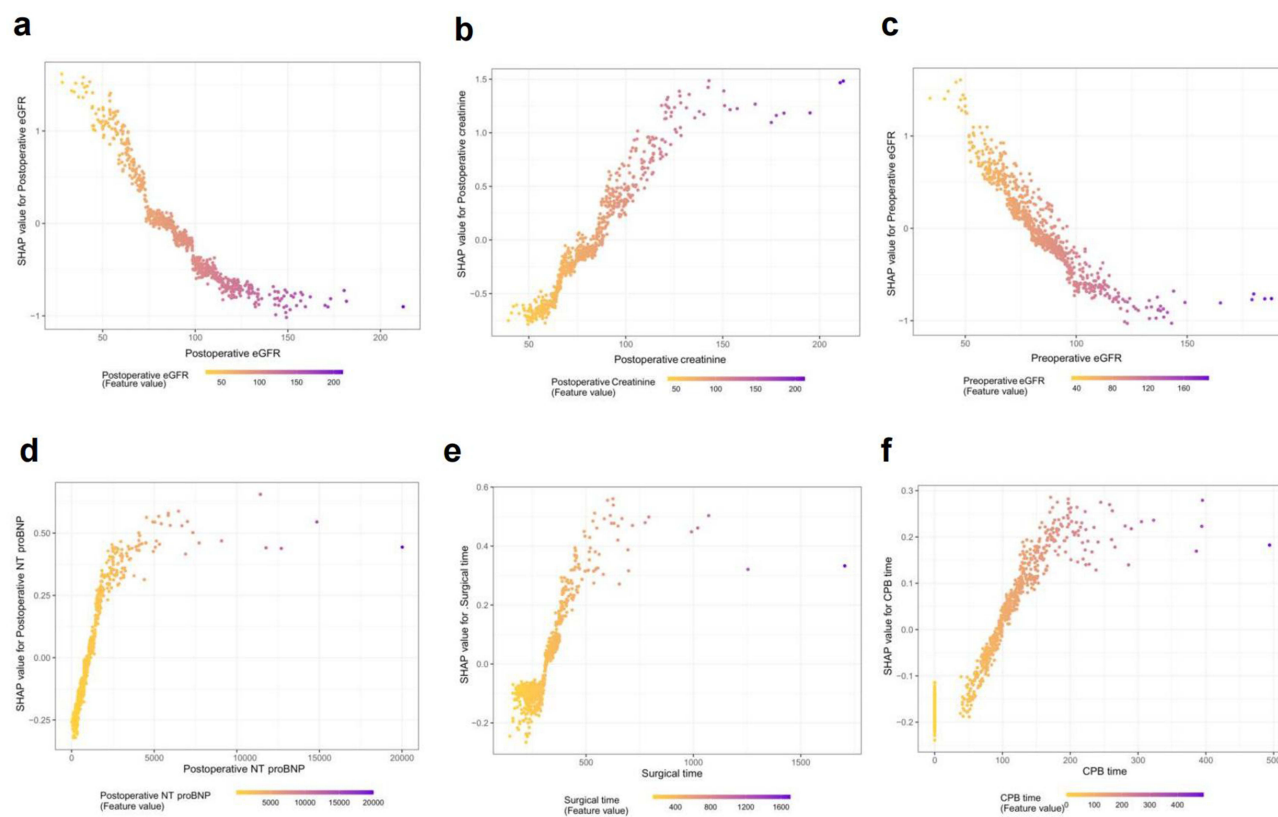 a
SHAP value for Postoperative eGFR
1
0
−1
50
100
150
200
Postoperative eGFR
Postoperative eGFR
(Feature value)
50
100
150
200
b
SHAP value for Postoperative creatinine
1.5
1.0
0.5
0.0
−0.5
50
100
150
200
Postoperative creatinine
Postoperative Creatinine
(Feature value)
50
100
150
200
c
SHAP value for Preoperative eGFR
1
0
−1
50
100
150
Preoperative eGFR
Preoperative eGFR
(Feature value)
40
80
120
160
d
SHAP value for Postoperative NT proBNP
0.50
0.25
0.00
−0.25
0
5000
10000
15000
20000
Postoperative NT proBNP
Postoperative NT proBNP
(Feature value)
5000
10000
15000
20000
e
SHAP value for .Surgical time
0.6
0.4
0.2
0.0
−0.2
500
1000
1500
Surgical time
Surgical time
(Feature value)
400
800
1200
1600
f
SHAP value for CPB time
0.3
0.2
0.1
0.0
−0.1
−0.2
0
100
200
300
400
500
CPB time
CPB time
(Feature value)
0
100
200
300
400